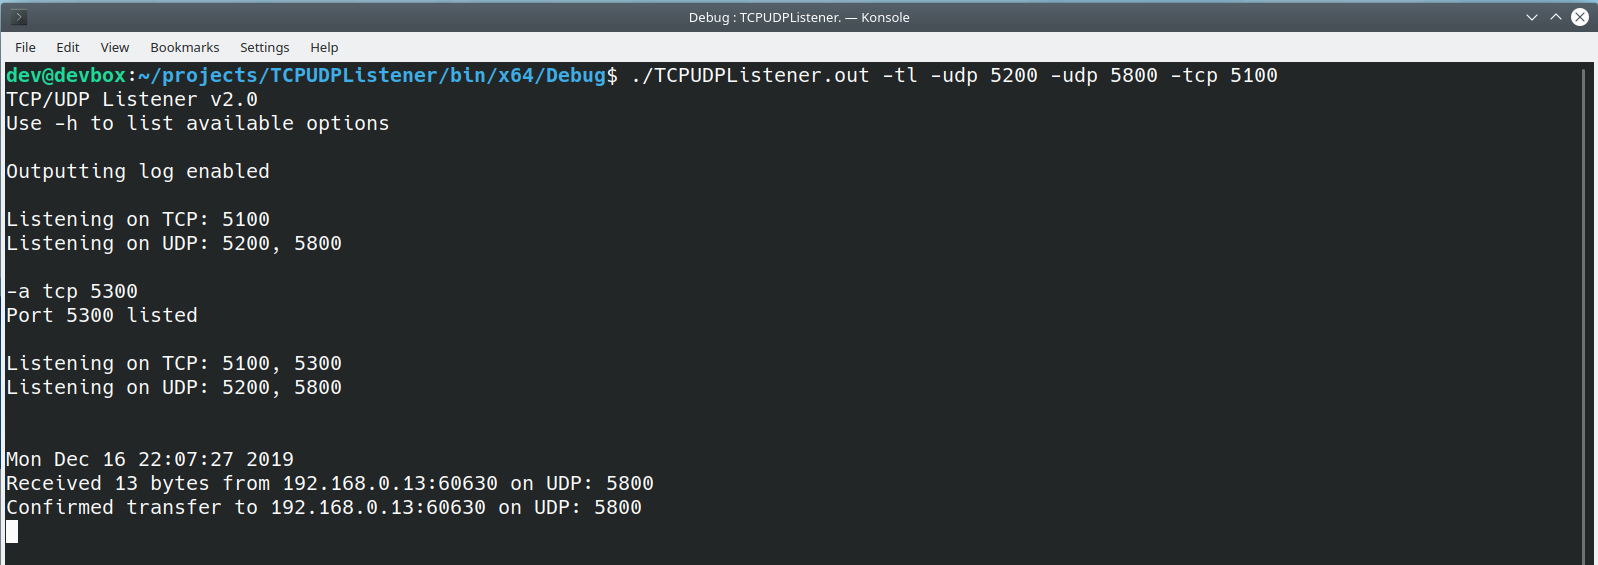 Debug : TCPUDPListener. — Konsole
File Edit View Bookmarks Settings Help
dev@devbox:~/projects/TCPUDPListener/bin/x64/Debug$ ./TCPUDPListener.out -tl -udp 5200 -udp 5800 -tcp 5100
TCP/UDP Listener v2.0
Use -h to list available options
Outputting log enabled
Listening on TCP: 5100
Listening on UDP: 5200, 5800
-a tcp 5300
Port 5300 listed
Listening on TCP: 5100, 5300
Listening on UDP: 5200, 5800
Mon Dec 16 22:07:27 2019
Received 13 bytes from 192.168.0.13:60630 on UDP: 5800
Confirmed transfer to 192.168.0.13:60630 on UDP: 5800